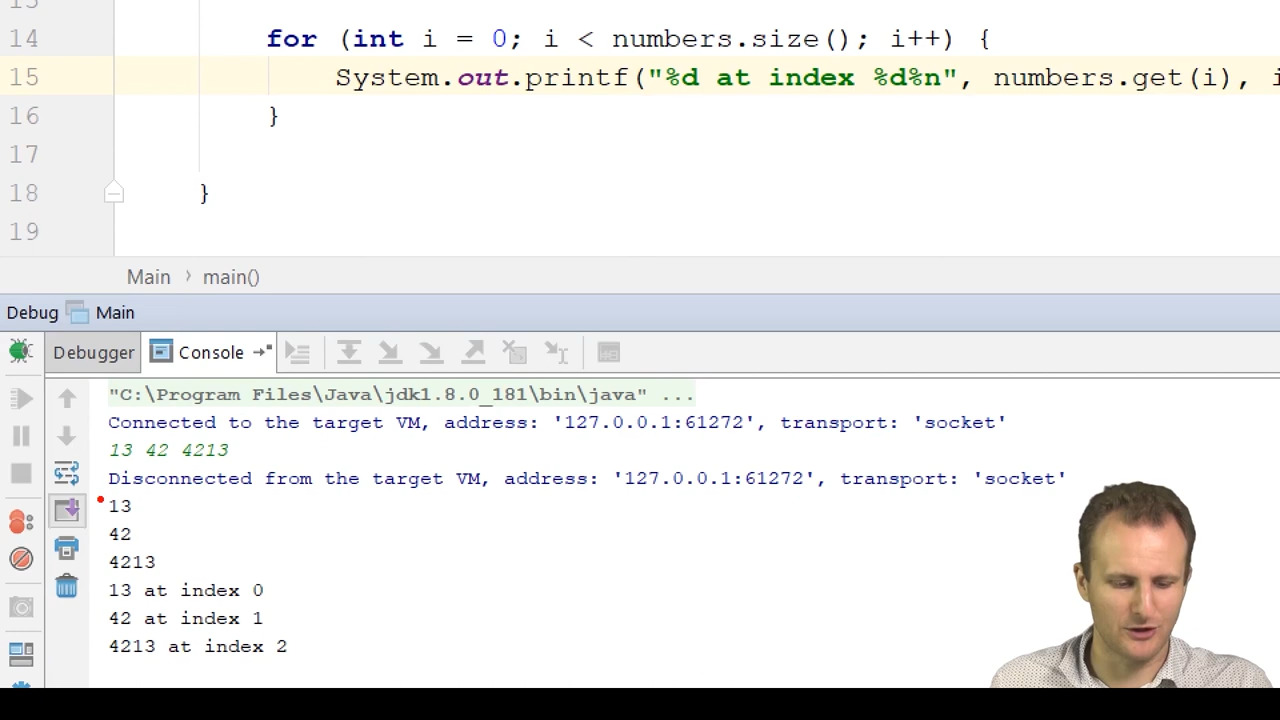 13
14 for (int i = 0; i < numbers.size(); i++) {
15 System.out.printf("%d at index %d%n", numbers.get(i), i
16 }
17
18 }
19
Main › main()
Debug Main
Debugger Console
"C:\Program Files\Java\jdk1.8.0_181\bin\java" ...
Connected to the target VM, address: '127.0.0.1:61272', transport: 'socket'
13 42 4213
Disconnected from the target VM, address: '127.0.0.1:61272', transport: 'socket'
13
42
4213
13 at index 0
42 at index 1
4213 at index 2